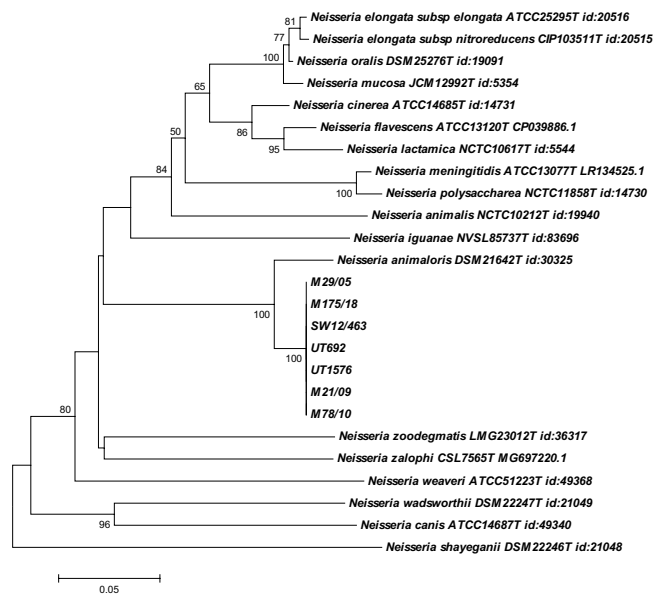 81
Neisseria elongata subsp elongata ATCC25295T id:20516
77
Neisseria elongata subsp nitroreducens CIP103511T id:20515
100
Neisseria oralis DSM25276T id:19091
Neisseria mucosa JCM12992T id:5354
65
Neisseria cinerea ATCC14685T id:14731
50
86
Neisseria flavescens ATCC13120T CP039886.1
95
Neisseria lactamica NCTC10617T id:5544
84
Neisseria meningitidis ATCC13077T LR134525.1
100
Neisseria polysaccharea NCTC11858T id:14730
Neisseria animalis NCTC10212T id:19940
Neisseria iguanae NVSL85737T id:83696
Neisseria animaloris DSM21642T id:30325
M29/05
M175/18
100
SW12/463
UT692
100
UT1576
M21/09
M78/10
80
Neisseria zoodegmatis LMG23012T id:36317
Neisseria zalophi CSL7565T MG697220.1
Neisseria weaveri ATCC51223T id:49368
Neisseria wadsworthii DSM22247T id:21049
96
Neisseria canis ATCC14687T id:49340
Neisseria shayeganii DSM22246T id:21048
0.05